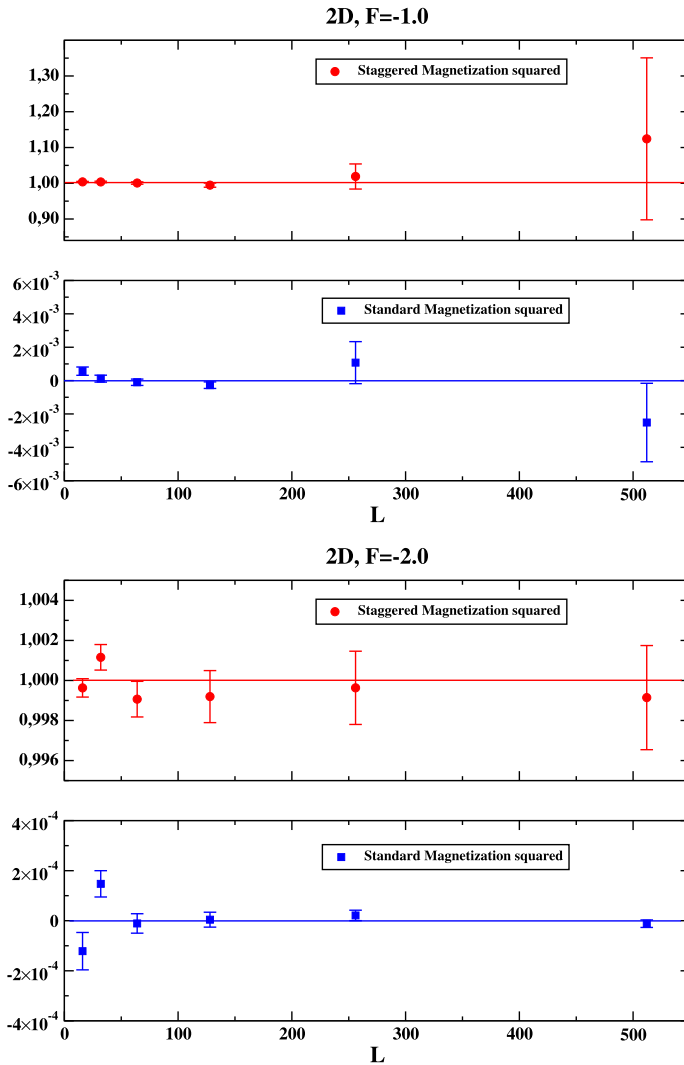 2D, F=-1.0
1,30
1,20
1,10
1,00
0,90
Staggered Magnetization squared
6×10⁻³
4×10⁻³
2×10⁻³
0
-2×10⁻³
-4×10⁻³
-6×10⁻³
Standard Magnetization squared
0 100 200 300 400 500
L
2D, F=-2.0
1,004
1,002
1,000
0,998
0,996
Staggered Magnetization squared
4×10⁻⁴
2×10⁻⁴
0
-2×10⁻⁴
-4×10⁻⁴
Standard Magnetization squared
0 100 200 300 400 500
L